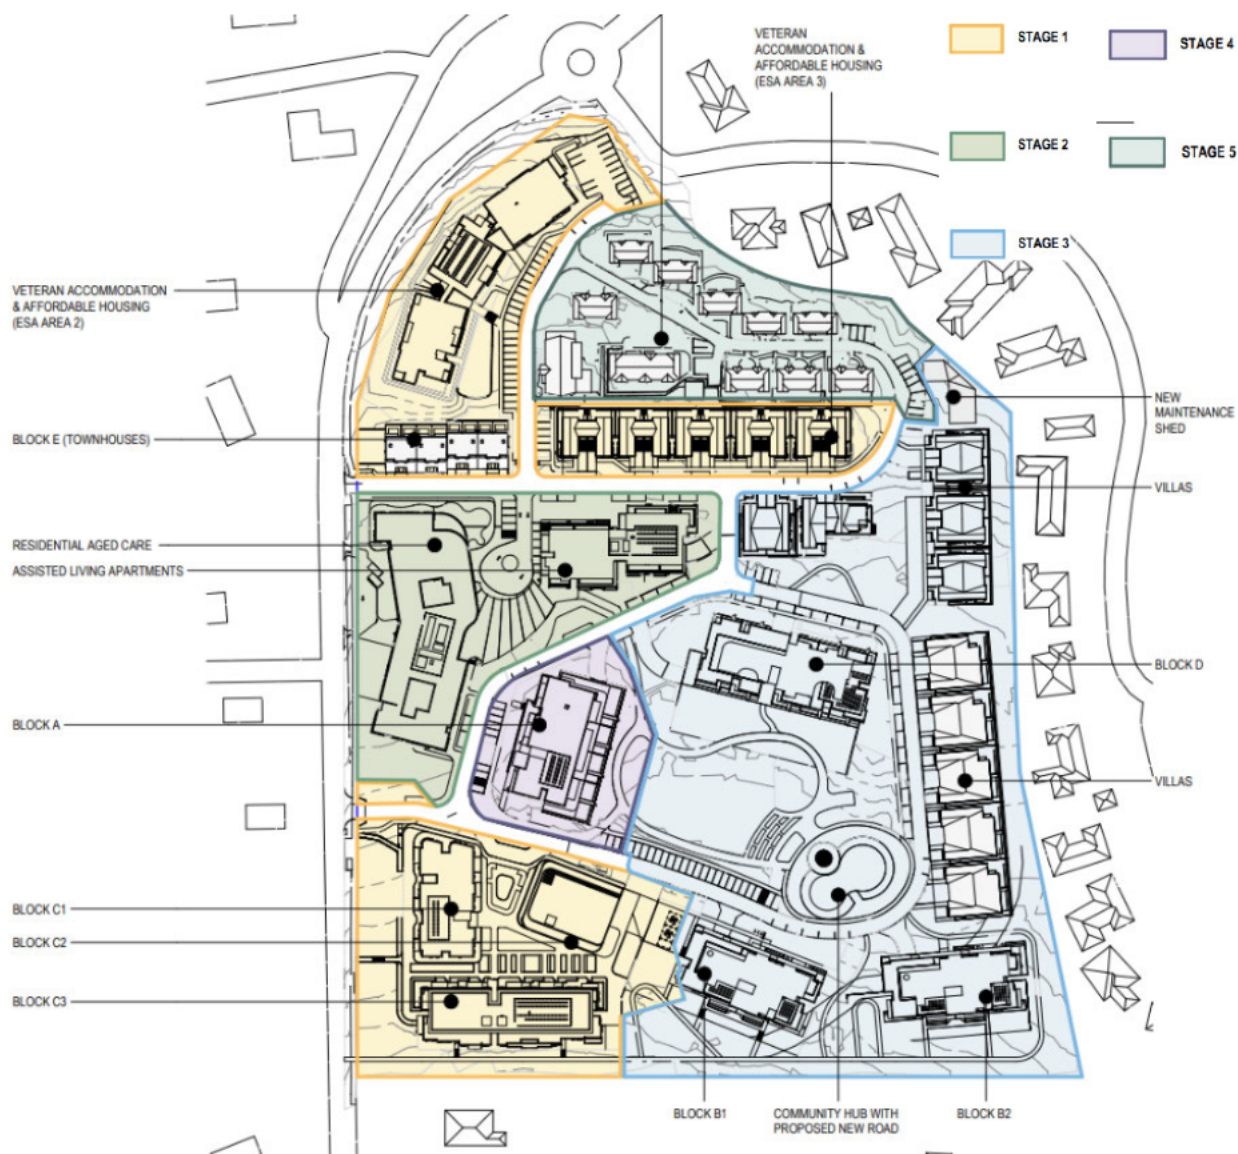 VETERAN
ACCOMMODATION &
AFFORDABLE HOUSING
(ESA AREA 3)
STAGE 1
STAGE 4
STAGE 2
STAGE 5
STAGE 3
VETERAN ACCOMMODATION
& AFFORDABLE HOUSING
(ESA AREA 2)
BLOCK E (TOWNHOUSES)
RESIDENTIAL AGED CARE
ASSISTED LIVING APARTMENTS
BLOCK A
BLOCK C1
BLOCK C2
BLOCK C3
NEW
MAINTENANCE
SHED
VILLAS
BLOCK D
VILLAS
BLOCK B1
COMMUNITY HUB WITH
PROPOSED NEW ROAD
BLOCK B2